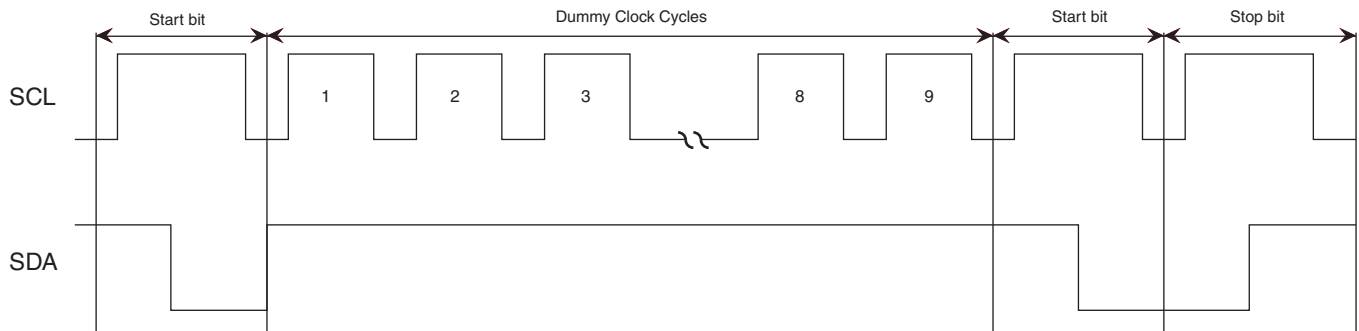 Start bit
Dummy Clock Cycles
Start bit
Stop bit
SCL
1
2
3
8
9
SDA